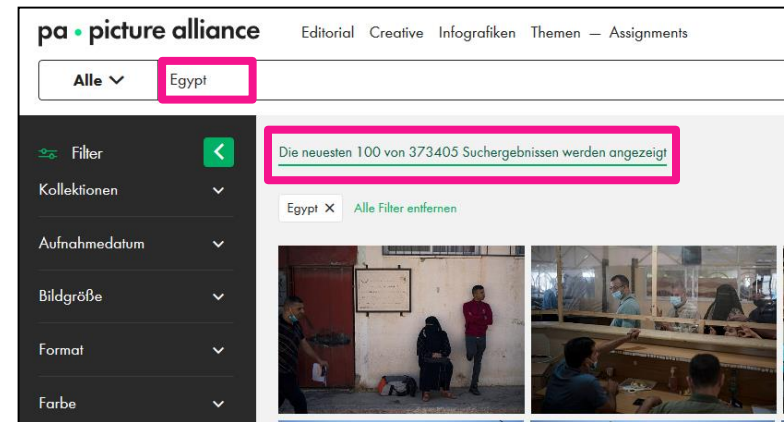 pa • picture alliance
Editorial Creative Infografiken Themen — Assignments
Alle
Egypt
Filter
Die neuesten 100 von 373405 Suchergebnissen werden angezeigt
Kollektionen
Egypt X Alle Filter entfernen
Aufnahmedatum
Bildgröße
Format
Farbe